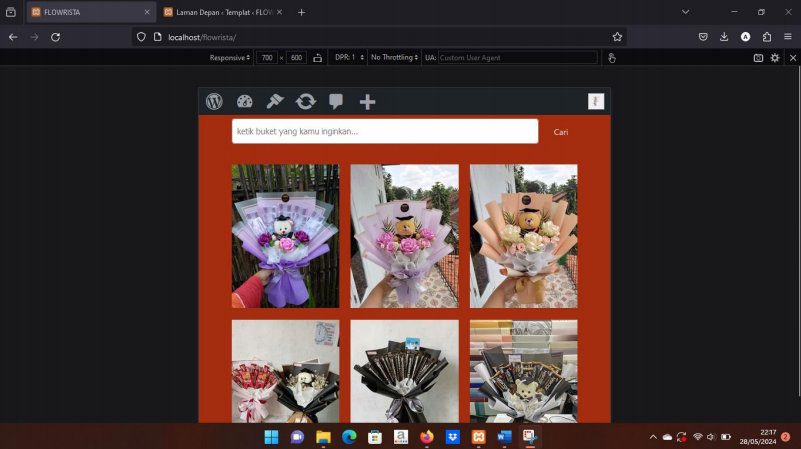 FLOWRISTA
Laman Depan ‹ Templat ‹ FLOW
localhost/flowrista/
Responsive 700 × 600 DPR: 1 No Throttling UA: Custom User Agent
ketik buket yang kamu inginkan...
Cari
22:17
28/05/2024
2